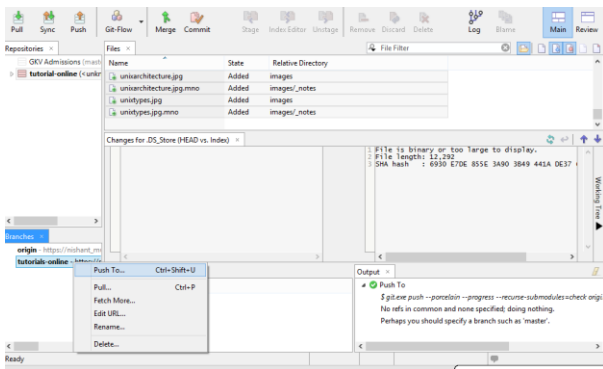 Pull Sync Push Git-Flow Merge Commit Stage Index Editor Unstage Remove Discard Delete Log Blame Main Review
Repositories × Files × File Filter
GKV Admissions (mast
tutorial-online (<unkr
Name State Relative Directory
unixarchitecture.jpg Added images
unixarchitecture.jpg.mno Added images/_notes
unixtypes.jpg Added images
unixtypes.jpg.mno Added images/_notes
Changes for .DS_Store (HEAD vs. Index) ×
1 File is binary or too large to display.
2 File length: 12,292
3 SHA hash : 6930 E7DE 855E 3A90 3B49 441A DE37
Working Tree
Branches ×
origin - https://nishant_m
tutorials-online -
Push To... Ctrl+Shift+U
Pull... Ctrl+P
Fetch More...
Edit URL...
Rename...
Delete...
Output ×
Push To
$ git.exe push --porcelain --progress --recurse-submodules=check origi
No refs in common and none specified; doing nothing.
Perhaps you should specify a branch such as 'master'.
Ready